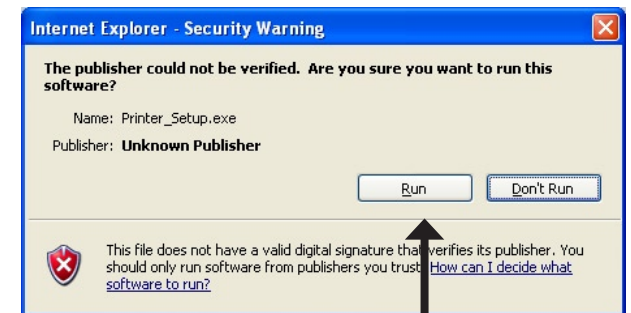 Internet Explorer - Security Warning
The publisher could not be verified. Are you sure you want to run this
software?
Name: Printer_Setup.exe
Publisher: Unknown Publisher
Run
Don't Run
This file does not have a valid digital signature that verifies its publisher. You
should only run software from publishers you trust. How can I decide what
software to run?